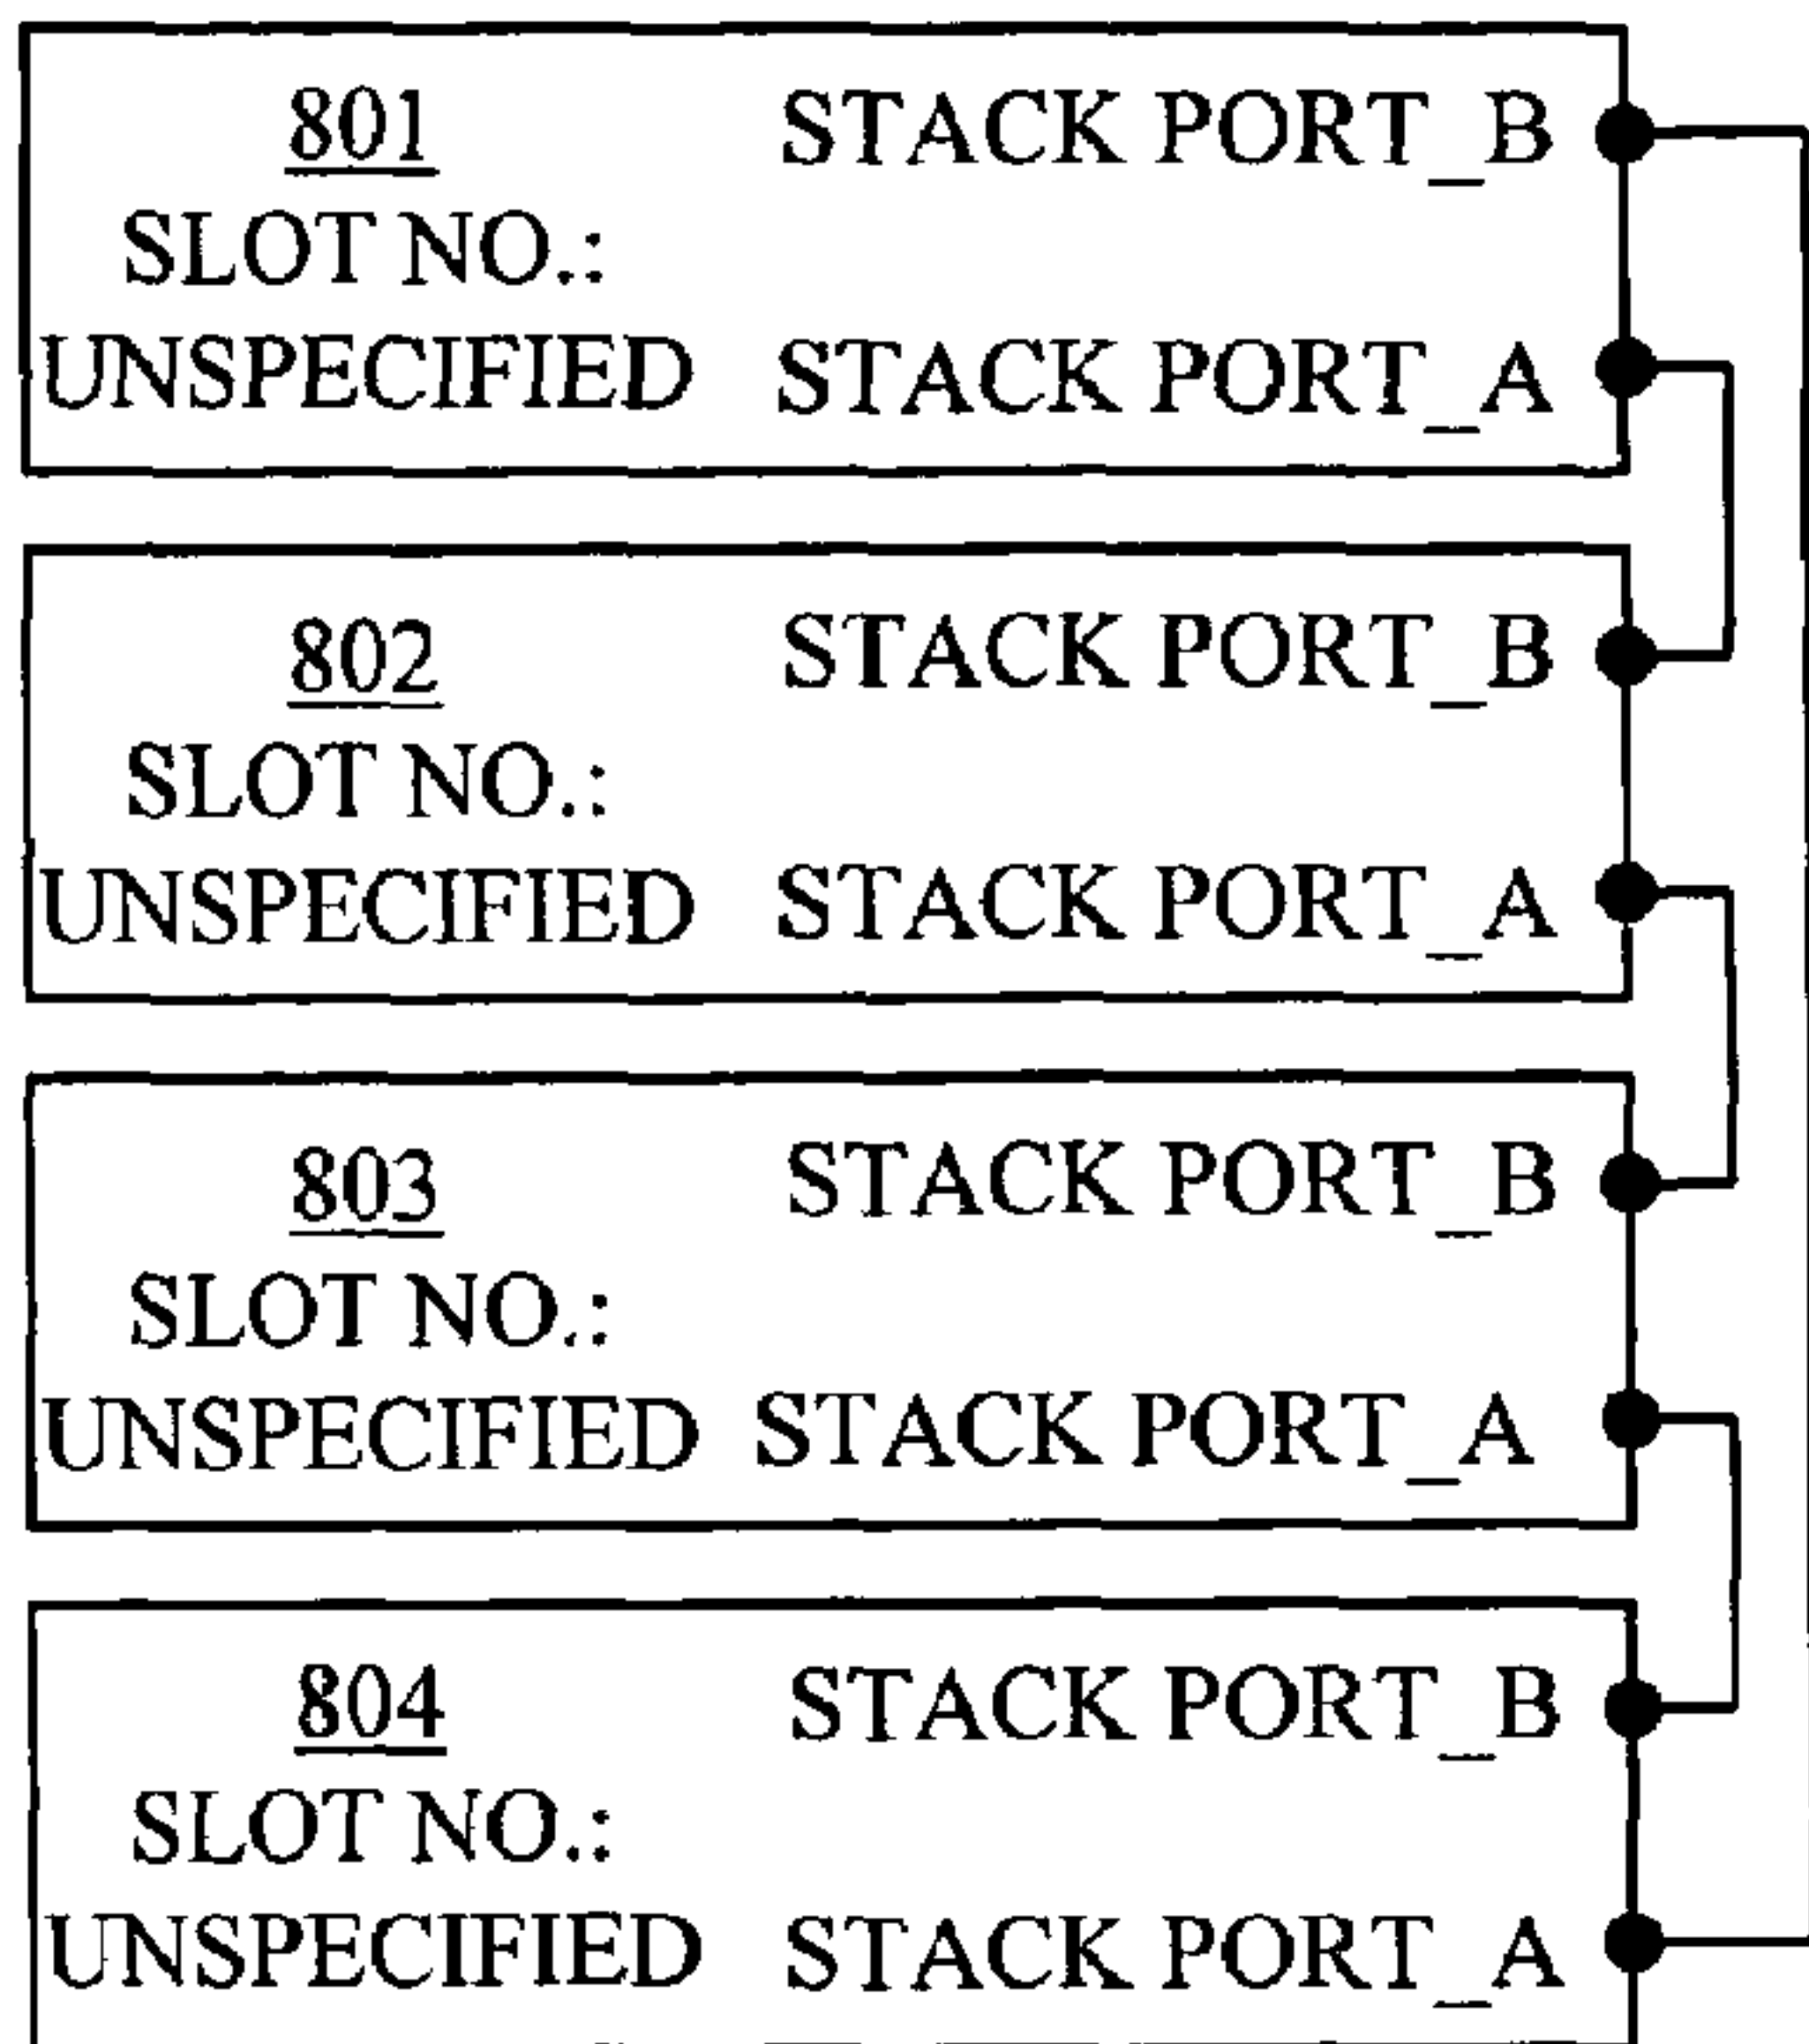 801 STACK PORT_B
SLOT NO.:
UNSPECIFIED STACK PORT_A
802 STACK PORT_B
SLOT NO.:
UNSPECIFIED STACK PORT_A
803 STACK PORT_B
SLOT NO.:
UNSPECIFIED STACK PORT_A
804 STACK PORT_B
SLOT NO.:
UNSPECIFIED STACK PORT_A